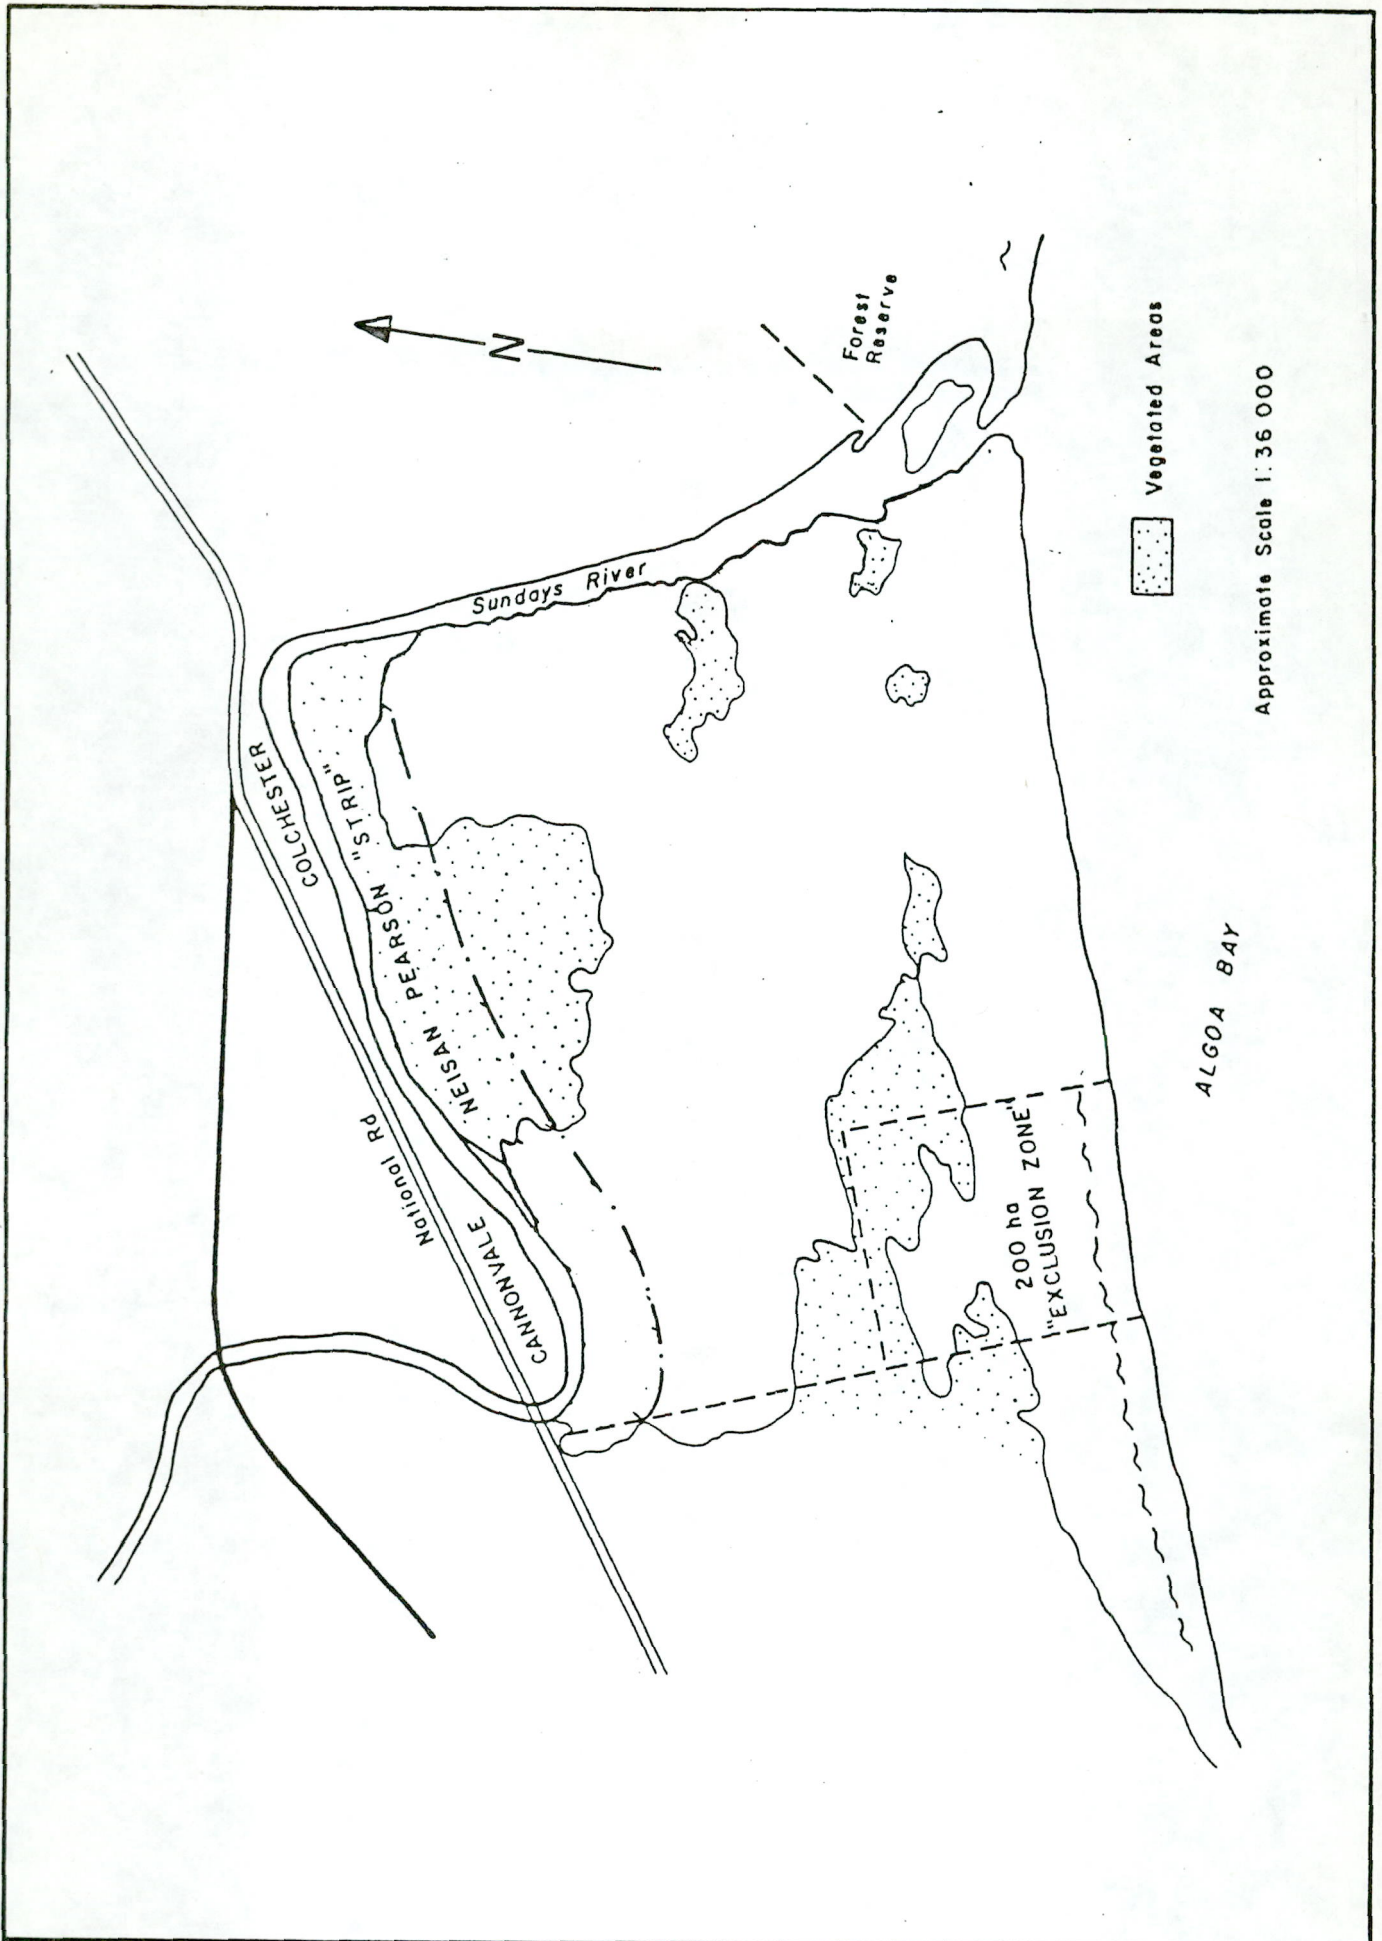 N
Forest
Reserve
Sundays River
COLCHESTER
NEISAN PEARSON "STRIP"
National Rd
CANNONVALE
200 ha
"EXCLUSION ZONE"
ALGOA BAY
Vegetated Areas
Approximate Scale 1:36 000